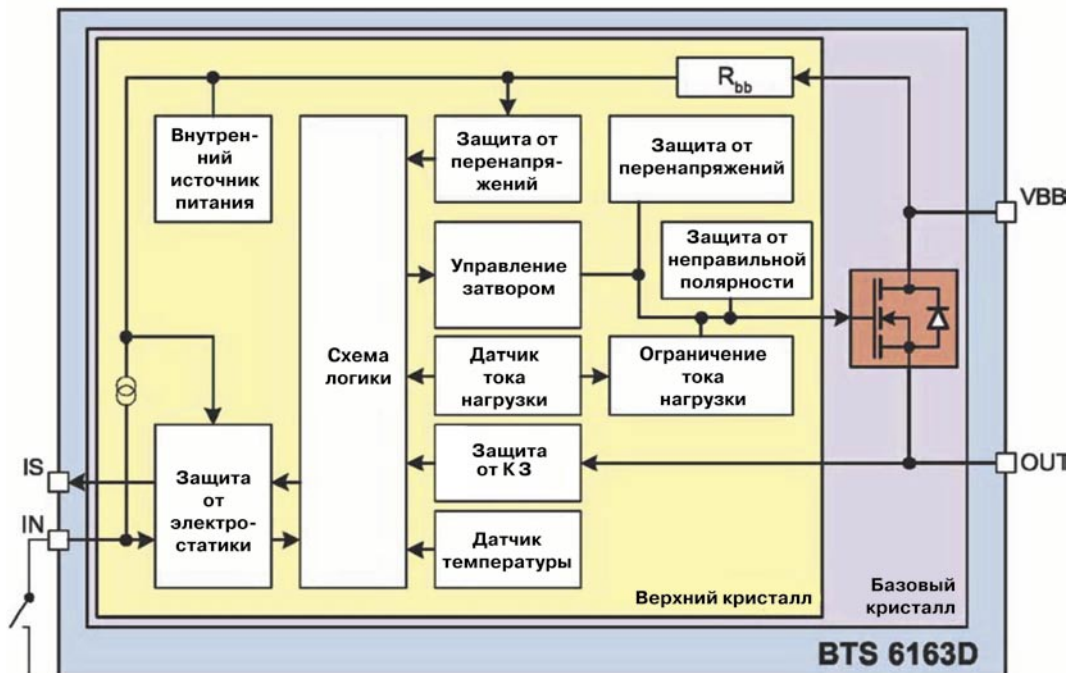 R_bb
Внутрен-
ний
источник
питания
Защита от
перенапря-
жений
Защита от
перенапряжений
VBB
Управление
затвором
Защита от
неправильной
полярности
Схема
логики
Датчик
тока
нагрузки
Ограничение
тока
нагрузки
IS
IN
Защита
от
электро-
статики
Защита
от К З
OUT
Датчик
температуры
Верхний кристалл
Базовый
кристалл
BTS 6163D